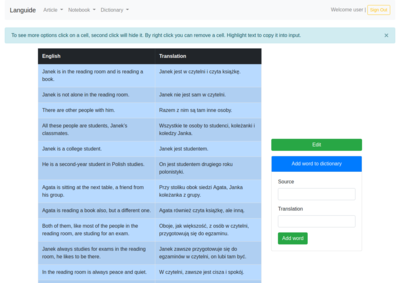 Languide Article Notebook Dictionary Welcome user | Sign Out
To see more options click on a cell, second click will hide it. By right click you can remove a cell. Highlight text to copy it into input. ×
English Translation
Janek is in the reading room and is reading a Janek jest w czytelni i czyta książkę.
book.
Janek is not alone in the reading room. Janek nie jest sam w czytelni.
There are other people with him. Razem z nim są tam inne osoby.
All these people are students, Janek's Wszystkie te osoby to studenci, koleżanki i
classmates. koledzy Janka.
Janek is a college student. Janek jest studentem.
He is a second-year student in Polish studies. On jest studentem drugiego roku
polonistyki.
Agata is sitting at the next table, a friend from Przy stoliku obok siedzi Agata, Janka
his group. koleżanka z grupy.
Agata is reading a book also, but a different one. Agata również czyta książkę, ale inną.
Both of them, like most of the people in the Oboje, jak większość, z osób w czytelni,
reading room, are studing for an exam. przygotowują się do egzaminu.
Janek always studies for exams in the reading Janek zawsze przygotowuje się do
room, he likes to be there. egzaminów w czytelni, on lubi tam być.
In the reading room is always peace and quiet. W czytelni, zawsze jest cisza i spokój.
Edit
Add word to dictionary
Source
Translation
Add word